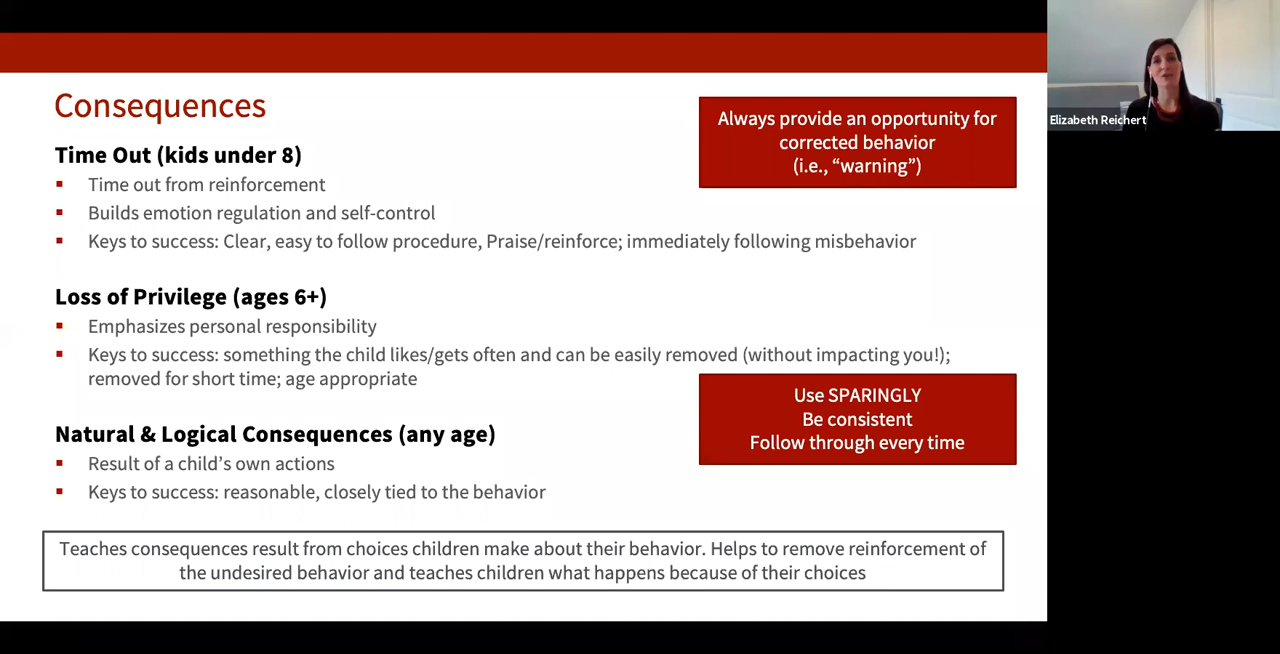 Consequences
Always provide an opportunity for
corrected behavior
(i.e., “warning”)
Time Out (kids under 8)
Time out from reinforcement
Builds emotion regulation and self-control
Keys to success: Clear, easy to follow procedure, Praise/reinforce; immediately following misbehavior
Loss of Privilege (ages 6+)
Emphasizes personal responsibility
Keys to success: something the child likes/gets often and can be easily removed (without impacting you!);
removed for short time; age appropriate
Use SPARINGLY
Be consistent
Follow through every time
Natural & Logical Consequences (any age)
Result of a child’s own actions
Keys to success: reasonable, closely tied to the behavior
Teaches consequences result from choices children make about their behavior. Helps to remove reinforcement of
the undesired behavior and teaches children what happens because of their choices
Elizabeth Reichert